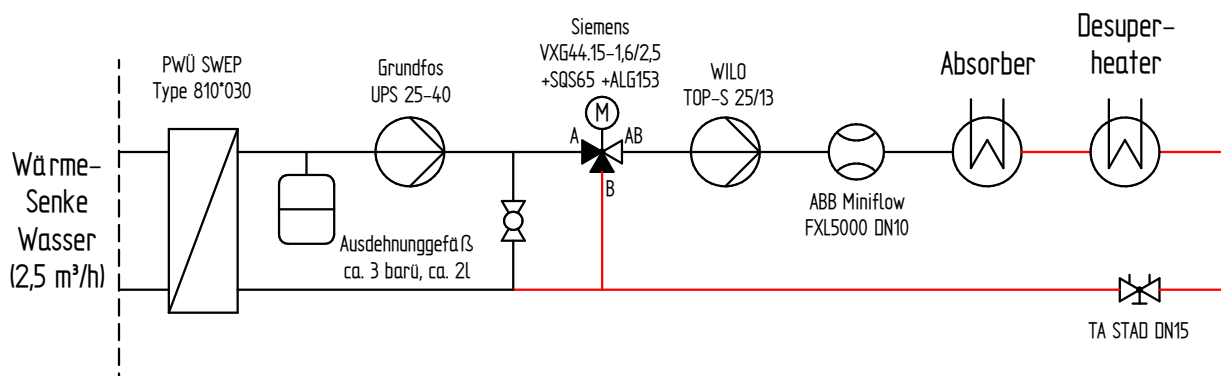 Siemens
VXG44.15-1,6/2,5
+SQS65 +ALG153
Desuper-
heater
PWÜ SWEP
Type 810*030
Grundfos
UPS 25-40
WILO
TOP-S 25/13
Absorber
M
A
AB
B
Wärme-
Senke
Wasser
(2,5 m³/h)
ABB Miniflow
FXL5000 DN10
Ausdehnunggefäß
ca. 3 barü, ca. 2l
TA STAD DN15